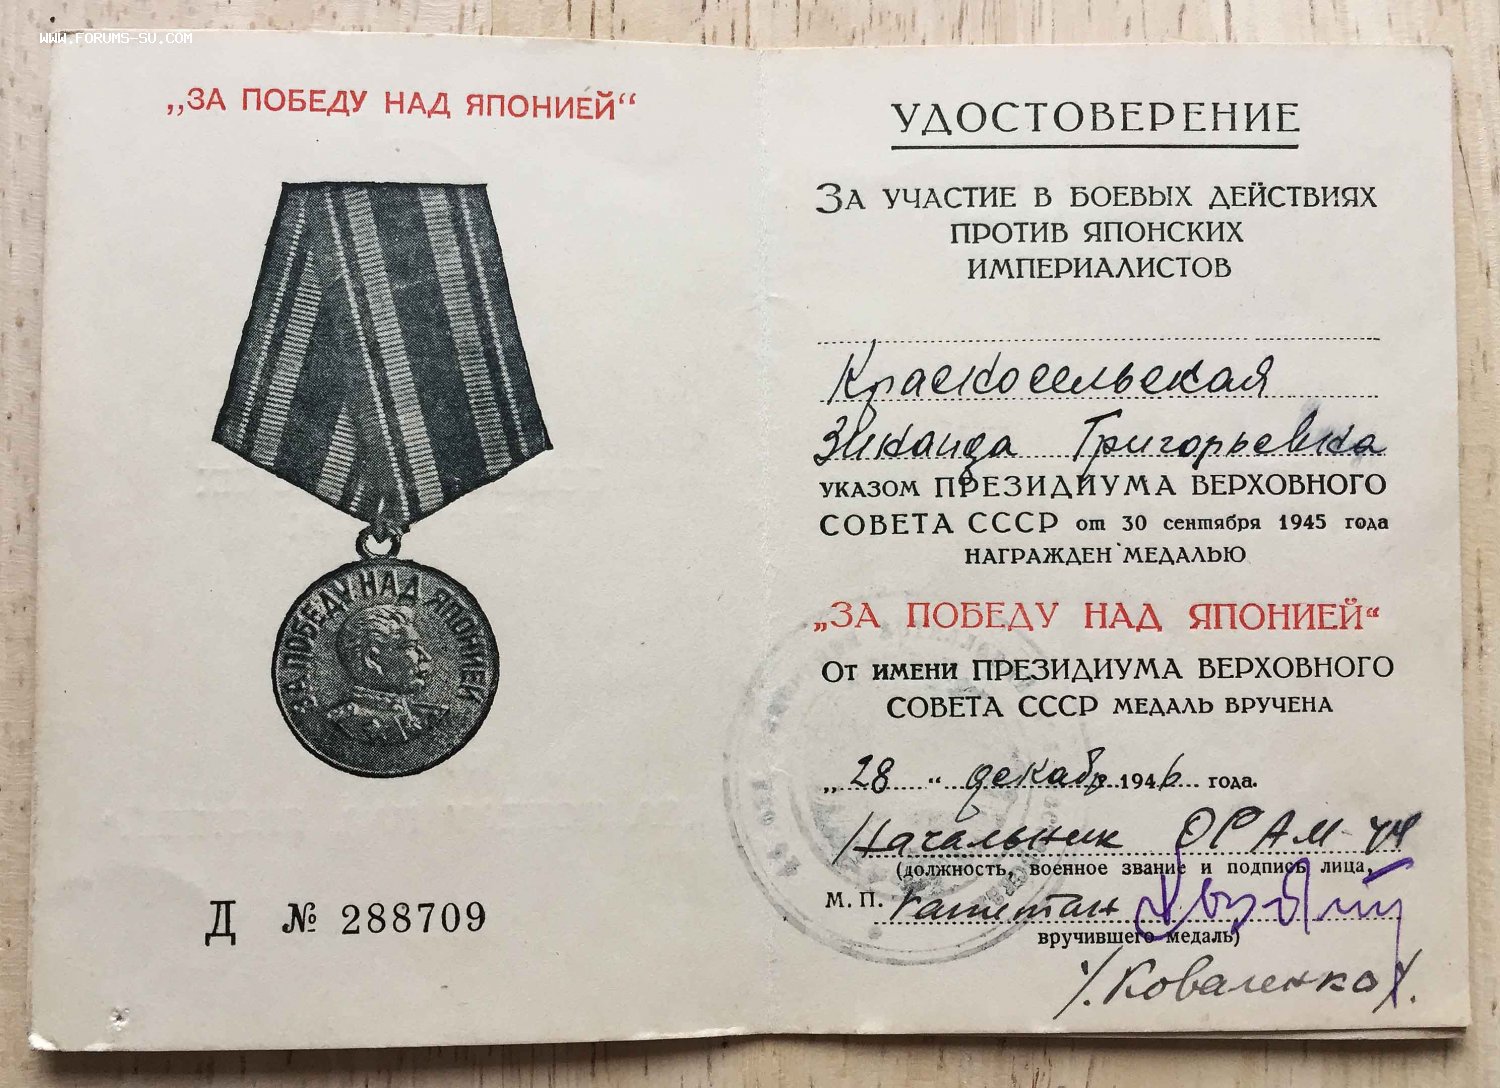 WWW.FORUMS-SU.COM
„ЗА ПОБЕДУ НАД ЯПОНИЕЙ“
ЗА ПОБЕДУ НАД ЯПОНИЕЙ
Д № 288709
УДОСТОВЕРЕНИЕ
ЗА УЧАСТИЕ В БОЕВЫХ ДЕЙСТВИЯХ
ПРОТИВ ЯПОНСКИХ
ИМПЕРИАЛИСТОВ
Красносельская
Зинаида Григорьевна
УКАЗОМ ПРЕЗИДИУМА ВЕРХОВНОГО
СОВЕТА СССР от 30 сентября 1945 года
НАГРАЖДЕН МЕДАЛЬЮ
„ЗА ПОБЕДУ НАД ЯПОНИЕЙ“
ОТ ИМЕНИ ПРЕЗИДИУМА ВЕРХОВНОГО
СОВЕТА СССР МЕДАЛЬ ВРУЧЕНА
„28“ декабр 1946 года.
Начальник ОРАМ-44
(должность, военное звание и подпись лица,
М. П. капитан
вручившего медаль)
/. Коваленко /.